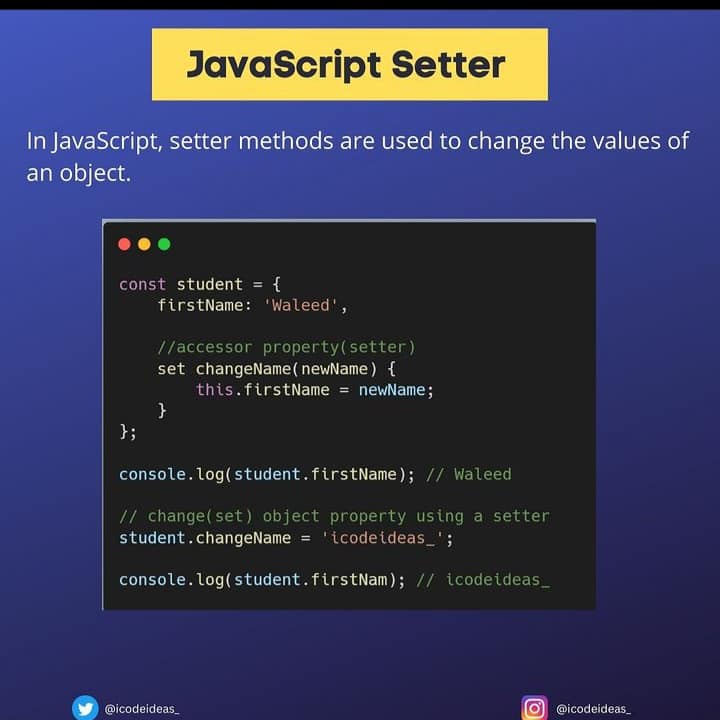 JavaScript Setter
In JavaScript, setter methods are used to change the values of
an object.
const student = {
    firstName: 'Waleed',
    //accessor property(setter)
    set changeName(newName) {
        this.firstName = newName;
    }
};
console.log(student.firstName); // Waleed
// change(set) object property using a setter
student.changeName = 'icodeideas_';
console.log(student.firstNam); // icodeideas_
@icodeideas_
@icodeideas_